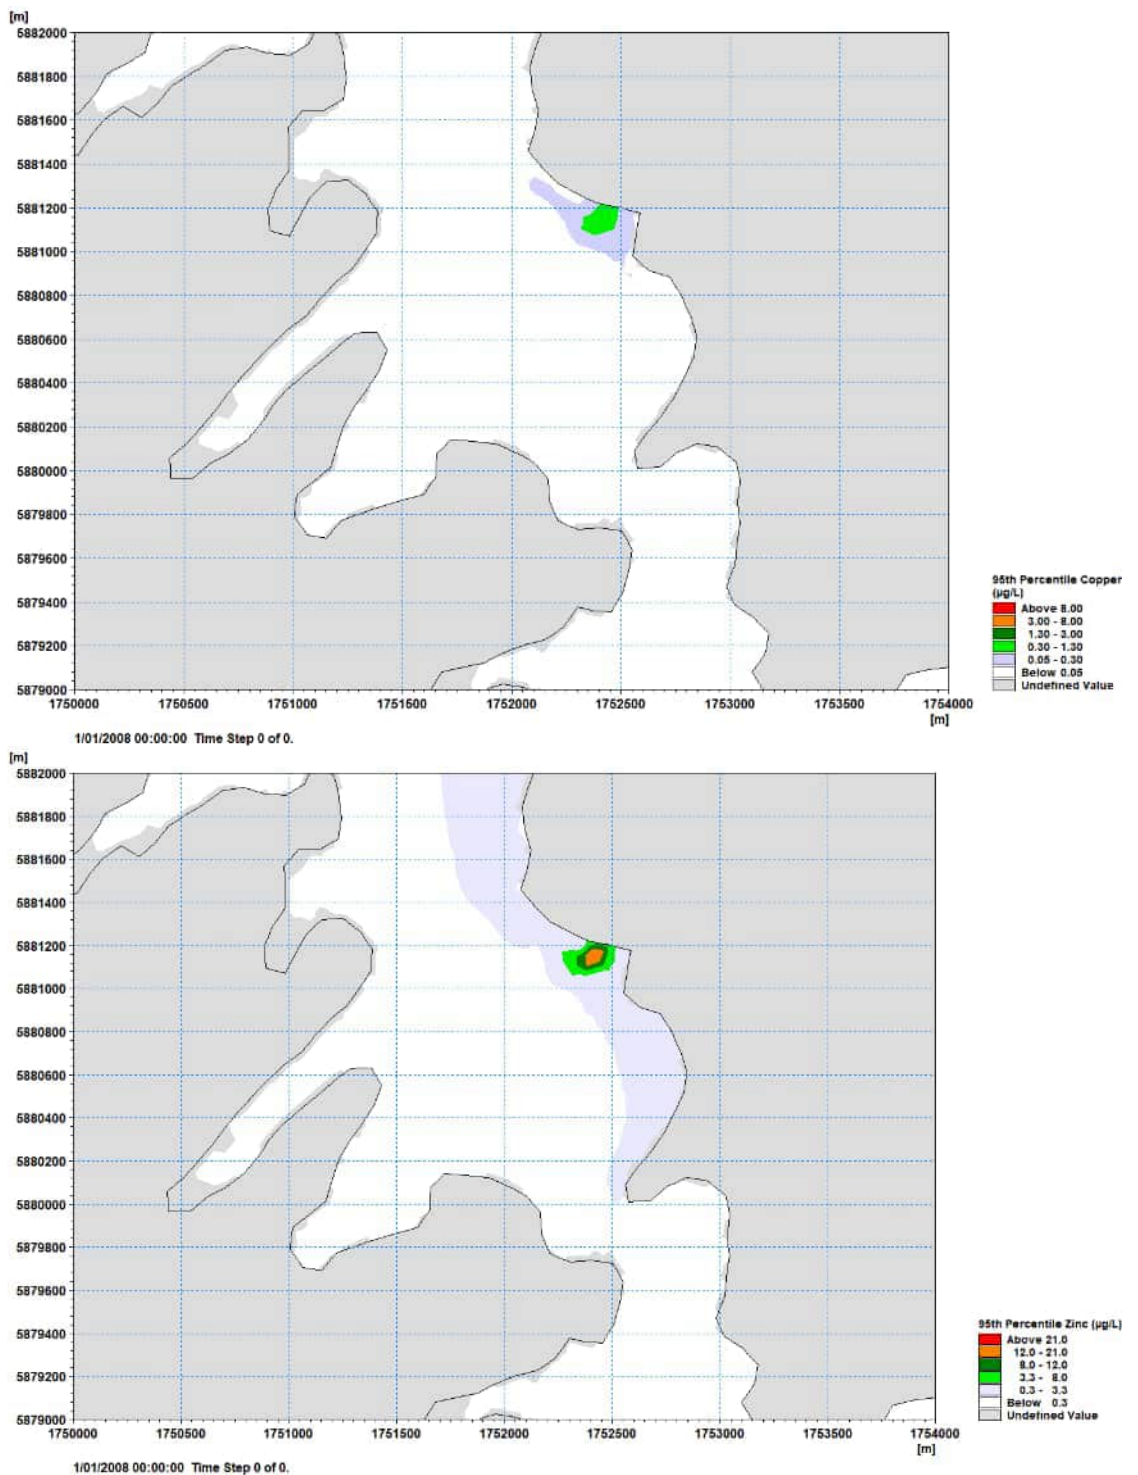 [m]
5882000
5881800
5881600
5881400
5881200
5881000
5880800
5880600
5880400
5880200
5880000
5879800
5879600
5879400
5879200
5879000
1750000 1750500 1751000 1751500 1752000 1752500 1753000 1753500 1754000
[m]
95th Percentile Copper
(µg/L)
Above 8.00
3.00 - 8.00
1.30 - 3.00
0.30 - 1.30
0.05 - 0.30
Below 0.05
Undefined Value
1/01/2008 00:00:00 Time Step 0 of 0.
[m]
5882000
5881800
5881600
5881400
5881200
5881000
5880800
5880600
5880400
5880200
5880000
5879800
5879600
5879400
5879200
5879000
1750000 1750500 1751000 1751500 1752000 1752500 1753000 1753500 1754000
[m]
95th Percentile Zinc (µg/L)
Above 21.0
12.0 - 21.0
8.0 - 12.0
3.3 - 8.0
0.3 - 3.3
Below 0.3
Undefined Value
1/01/2008 00:00:00 Time Step 0 of 0.